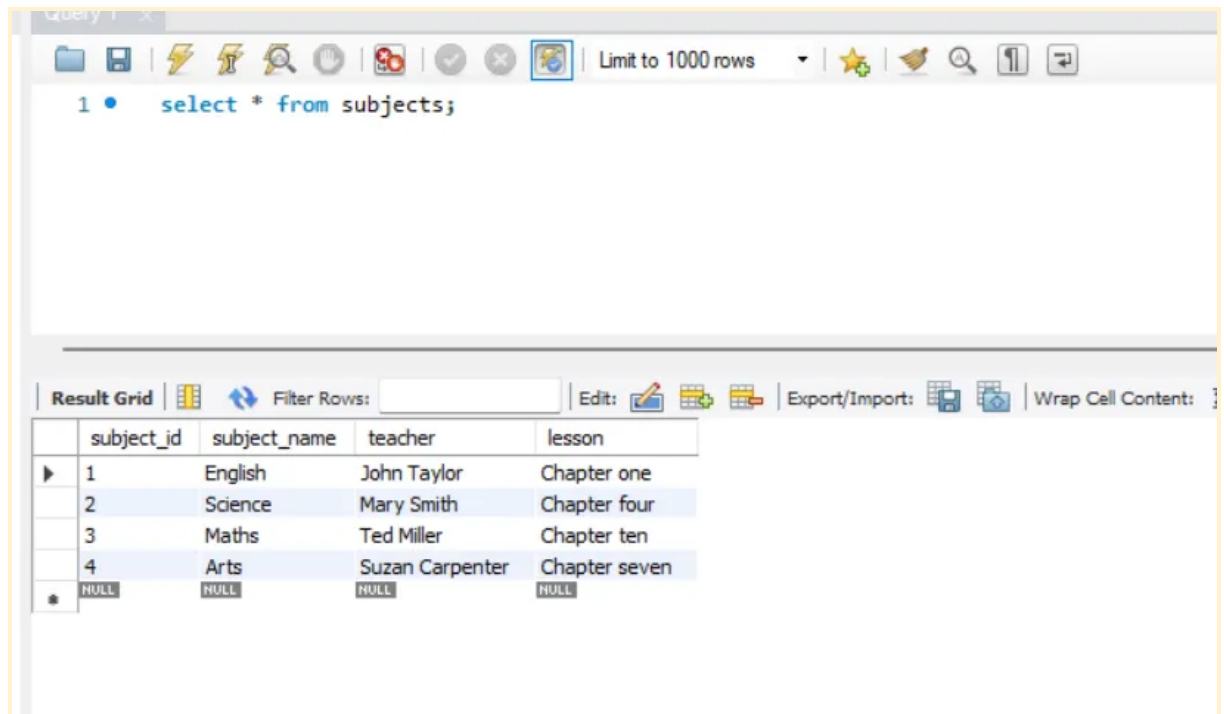 Query 1
Limit to 1000 rows
1 select * from subjects;
Result Grid Filter Rows: Edit: Export/Import: Wrap Cell Content:
subject_id subject_name teacher lesson
1 English John Taylor Chapter one
2 Science Mary Smith Chapter four
3 Maths Ted Miller Chapter ten
4 Arts Suzan Carpenter Chapter seven
NULL NULL NULL NULL